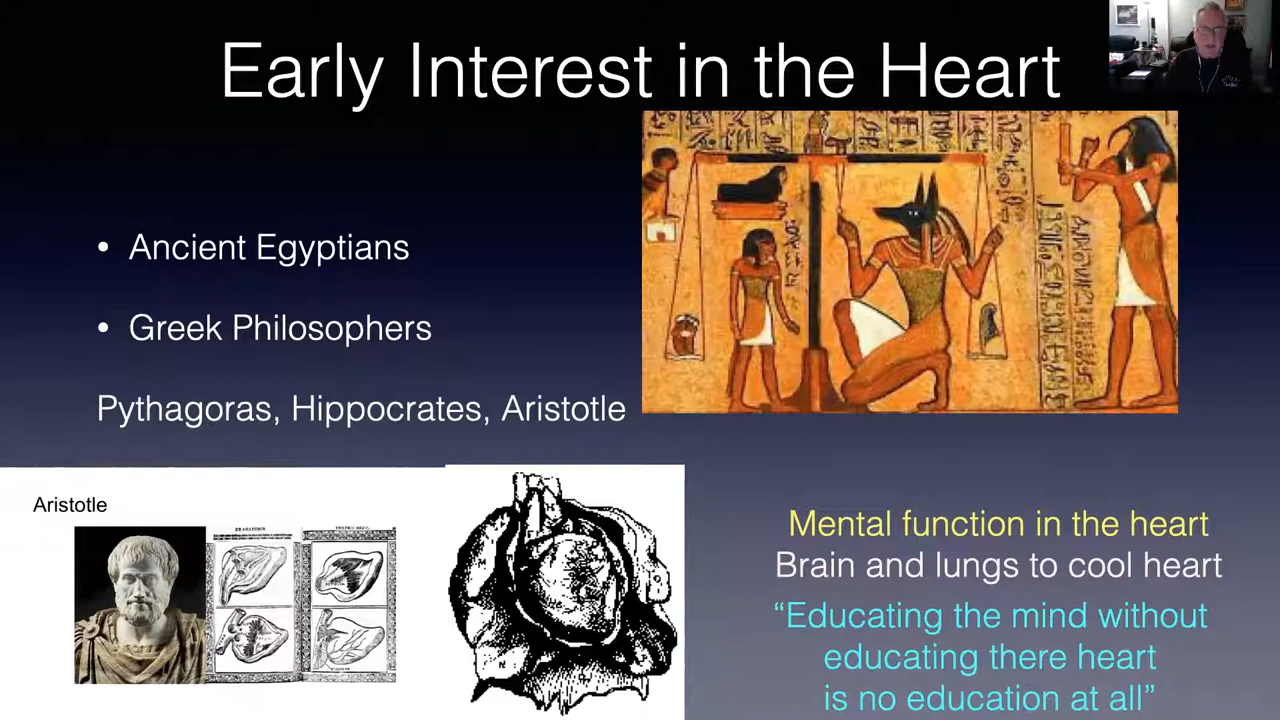 Early Interest in the Heart
• Ancient Egyptians
• Greek Philosophers
Pythagoras, Hippocrates, Aristotle
Aristotle
Mental function in the heart
Brain and lungs to cool heart
“Educating the mind without
educating there heart
is no education at all”